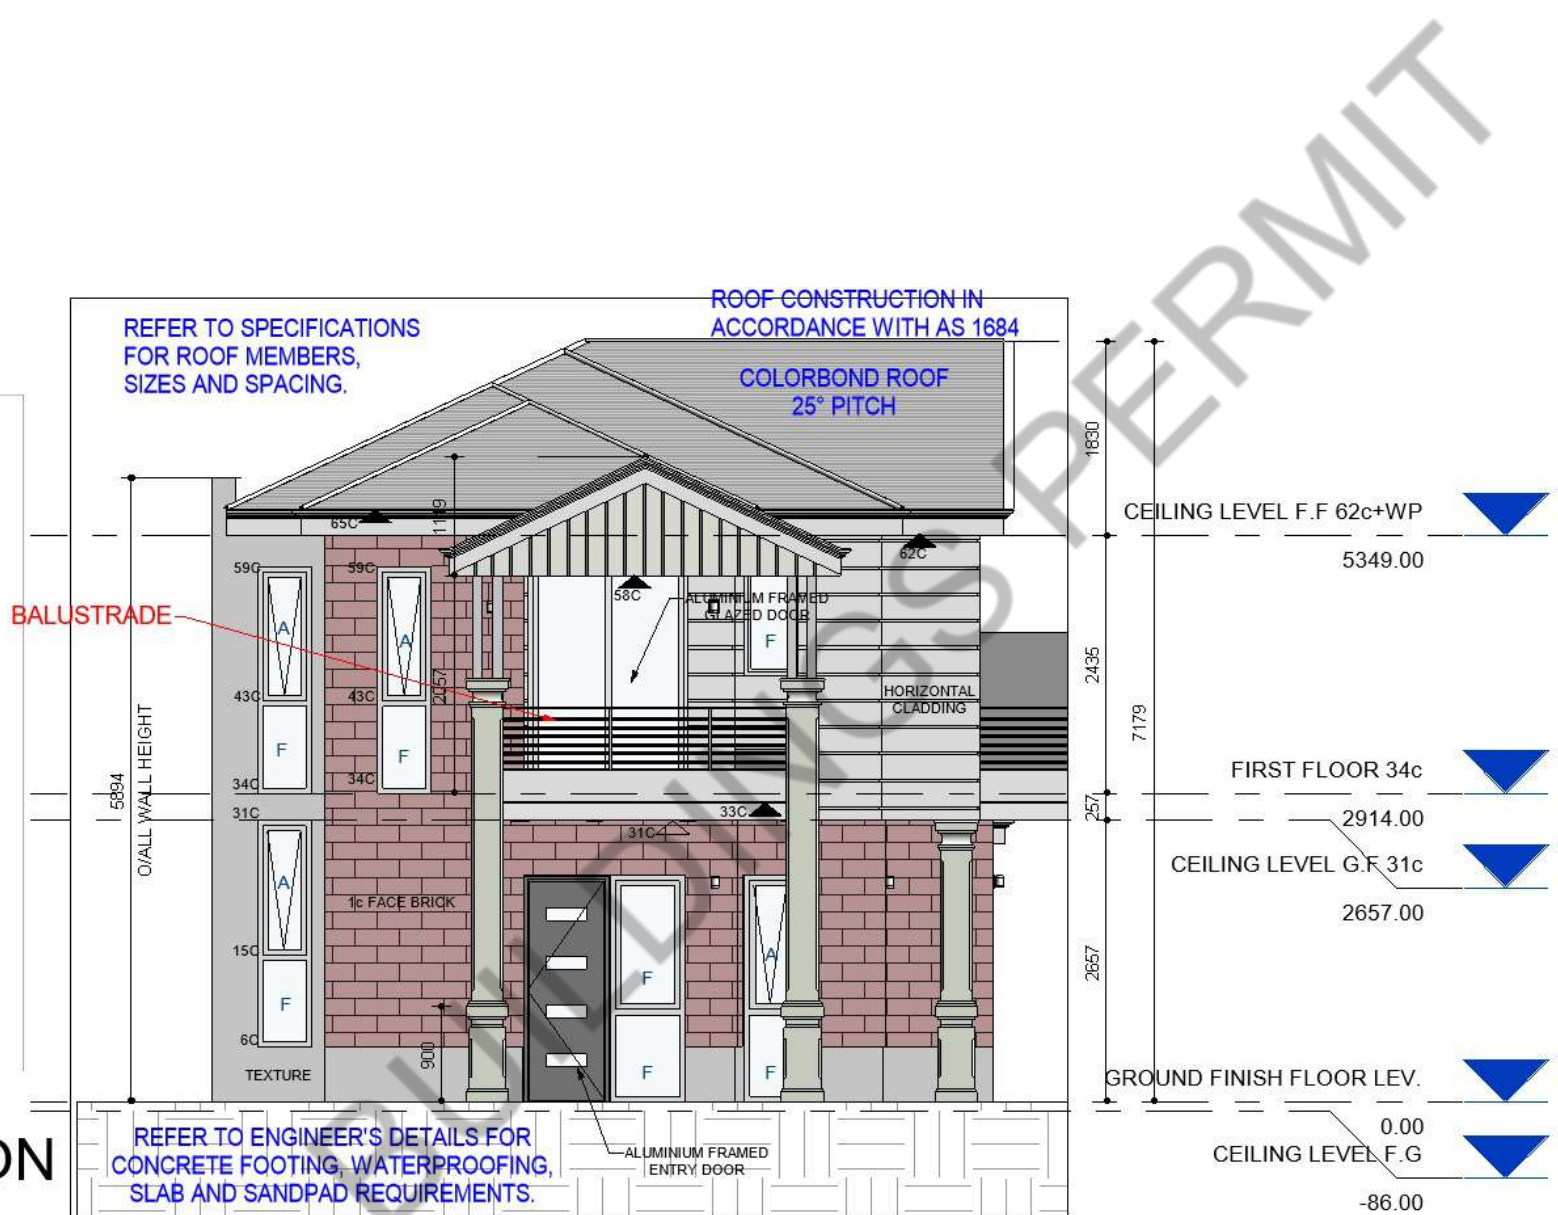 BUILDINGS PERMIT
ROOF CONSTRUCTION IN
ACCORDANCE WITH AS 1684
REFER TO SPECIFICATIONS
FOR ROOF MEMBERS,
SIZES AND SPACING.
COLORBOND ROOF
25° PITCH
1830
CEILING LEVEL F.F 62c+WP
5349.00
65C
1119
62C
59C
59C
58C
ALUMINIUM FRAMED
GLAZED DOOR
BALUSTRADE
A
A
F
2435
43C
43C
2057
HORIZONTAL
CLADDING
7179
F
F
34C
34C
FIRST FLOOR 34c
2914.00
257
5894
O/ALL WALL HEIGHT
31C
33C
31C
CEILING LEVEL G.F 31c
2657.00
A
1c FACE BRICK
15C
A
F
2657
F
6C
900
TEXTURE
F
F
GROUND FINISH FLOOR LEV.
0.00
ON
REFER TO ENGINEER'S DETAILS FOR
CONCRETE FOOTING, WATERPROOFING,
SLAB AND SANDPAD REQUIREMENTS.
ALUMINIUM FRAMED
ENTRY DOOR
CEILING LEVEL F.G
-86.00